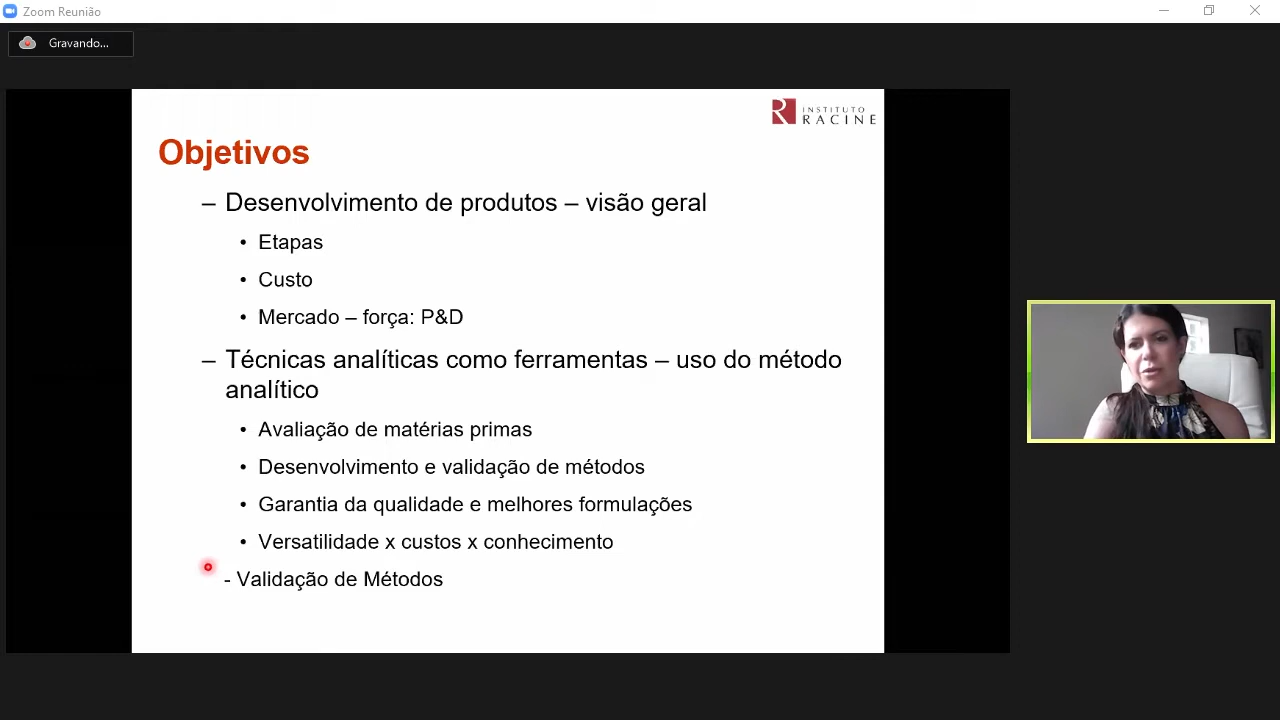 Zoom Reunião
Gravando...
INSTITUTO
RACINE
Objetivos
– Desenvolvimento de produtos – visão geral
• Etapas
• Custo
• Mercado – força: P&D
– Técnicas analíticas como ferramentas – uso do método
analítico
• Avaliação de matérias primas
• Desenvolvimento e validação de métodos
• Garantia da qualidade e melhores formulações
• Versatilidade x custos x conhecimento
- Validação de Métodos